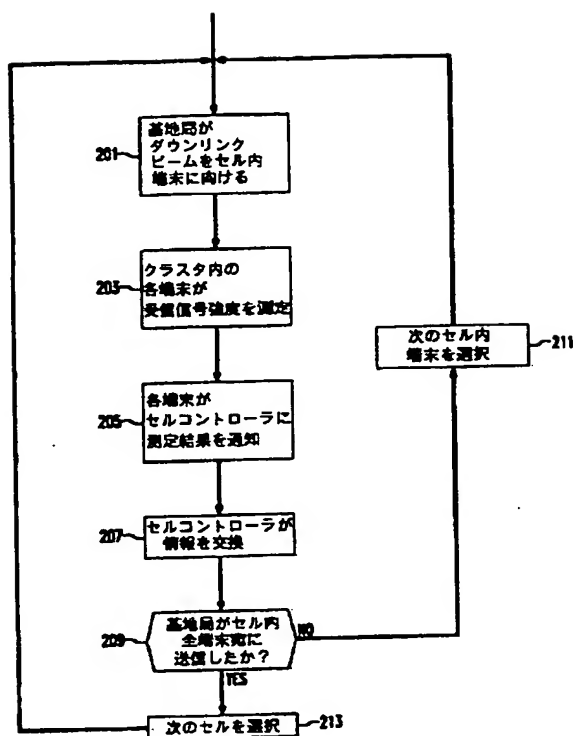 201
基地局が
ダウンリンク
ビームをセル内
端末に向ける
203
クラスタ内の
各端末が
受信信号強度を測定
205
各端末が
セルコントローラに
測定結果を通知
207
セルコントローラが
情報を交換
209
基地局がセル内
全端末宛に
送信したか?
NO
YES
次のセル内
端末を選択
211
次のセルを選択
213